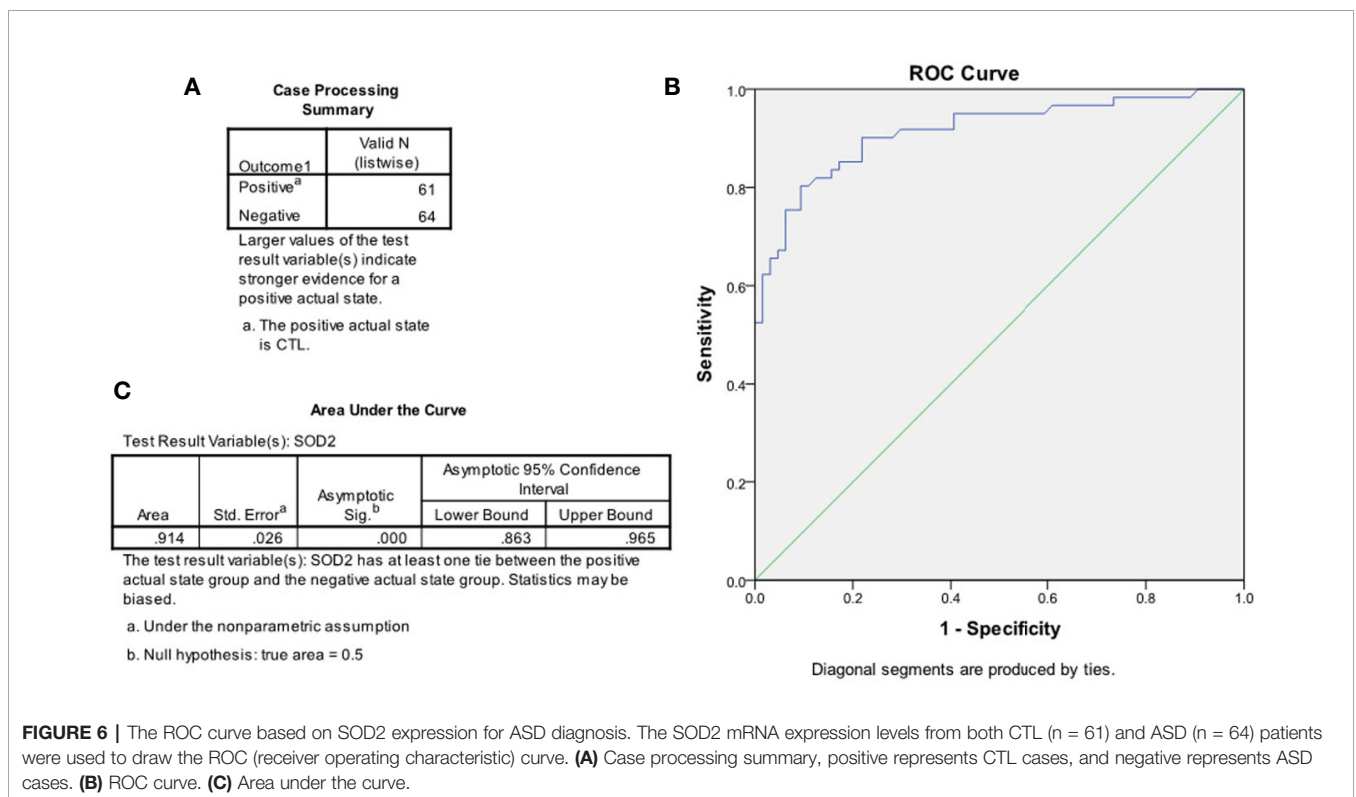 A
Case Processing
Summary
Outcome1
Valid N
(listwise)
Positiveᵃ
61
Negative
64
Larger values of the test
result variable(s) indicate
stronger evidence for a
positive actual state.
a. The positive actual state
is CTL.
B
ROC Curve
Sensitivity
1.0
0.8
0.6
0.4
0.2
0.0
0.0 0.2 0.4 0.6 0.8 1.0
1 - Specificity
Diagonal segments are produced by ties.
C
Area Under the Curve
Test Result Variable(s): SOD2
Area
Std. Errorᵃ
Asymptotic
Sig.ᵇ
Asymptotic 95% Confidence
Interval
Lower Bound Upper Bound
.914 .026 .000 .863 .965
The test result variable(s): SOD2 has at least one tie between the positive
actual state group and the negative actual state group. Statistics may be
biased.
a. Under the nonparametric assumption
b. Null hypothesis: true area = 0.5
FIGURE 6 | The ROC curve based on SOD2 expression for ASD diagnosis. The SOD2 mRNA expression levels from both CTL (n = 61) and ASD (n = 64) patients
were used to draw the ROC (receiver operating characteristic) curve. (A) Case processing summary, positive represents CTL cases, and negative represents ASD
cases. (B) ROC curve. (C) Area under the curve.